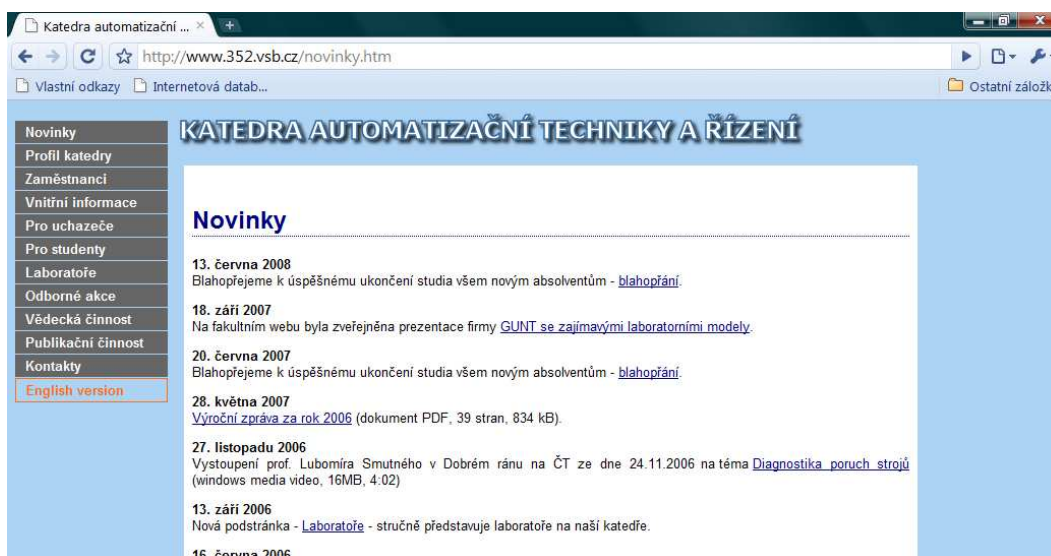 Katedra automatizační ...
http://www.352.vsb.cz/novinky.htm
Vlastní odkazy Internetová datab... Ostatní záložk
Novinky
Profil katedry
Zaměstnanci
Vnitřní informace
Pro uchazeče
Pro studenty
Laboratoře
Odborné akce
Vědecká činnost
Publikační činnost
Kontakty
English version
KATEDRA AUTOMATIZAČNÍ TECHNIKY A ŘÍZENÍ
Novinky
13. června 2008
Blahopřejeme k úspěšnému ukončení studia všem novým absolventům - blahopřání.
18. září 2007
Na fakultním webu byla zveřejněna prezentace firmy GUNT se zajímavými laboratorními modely.
20. června 2007
Blahopřejeme k úspěšnému ukončení studia všem novým absolventům - blahopřání.
28. května 2007
Výroční zpráva za rok 2006 (dokument PDF, 39 stran, 834 kB).
27. listopadu 2006
Vystoupení prof. Lubomíra Smutného v Dobrém ránu na ČT ze dne 24.11.2006 na téma Diagnostika poruch strojů
(windows media video, 16MB, 4:02)
13. září 2006
Nová podstránka - Laboratoře - stručně představuje laboratoře na naší katedře.
16. června 2006